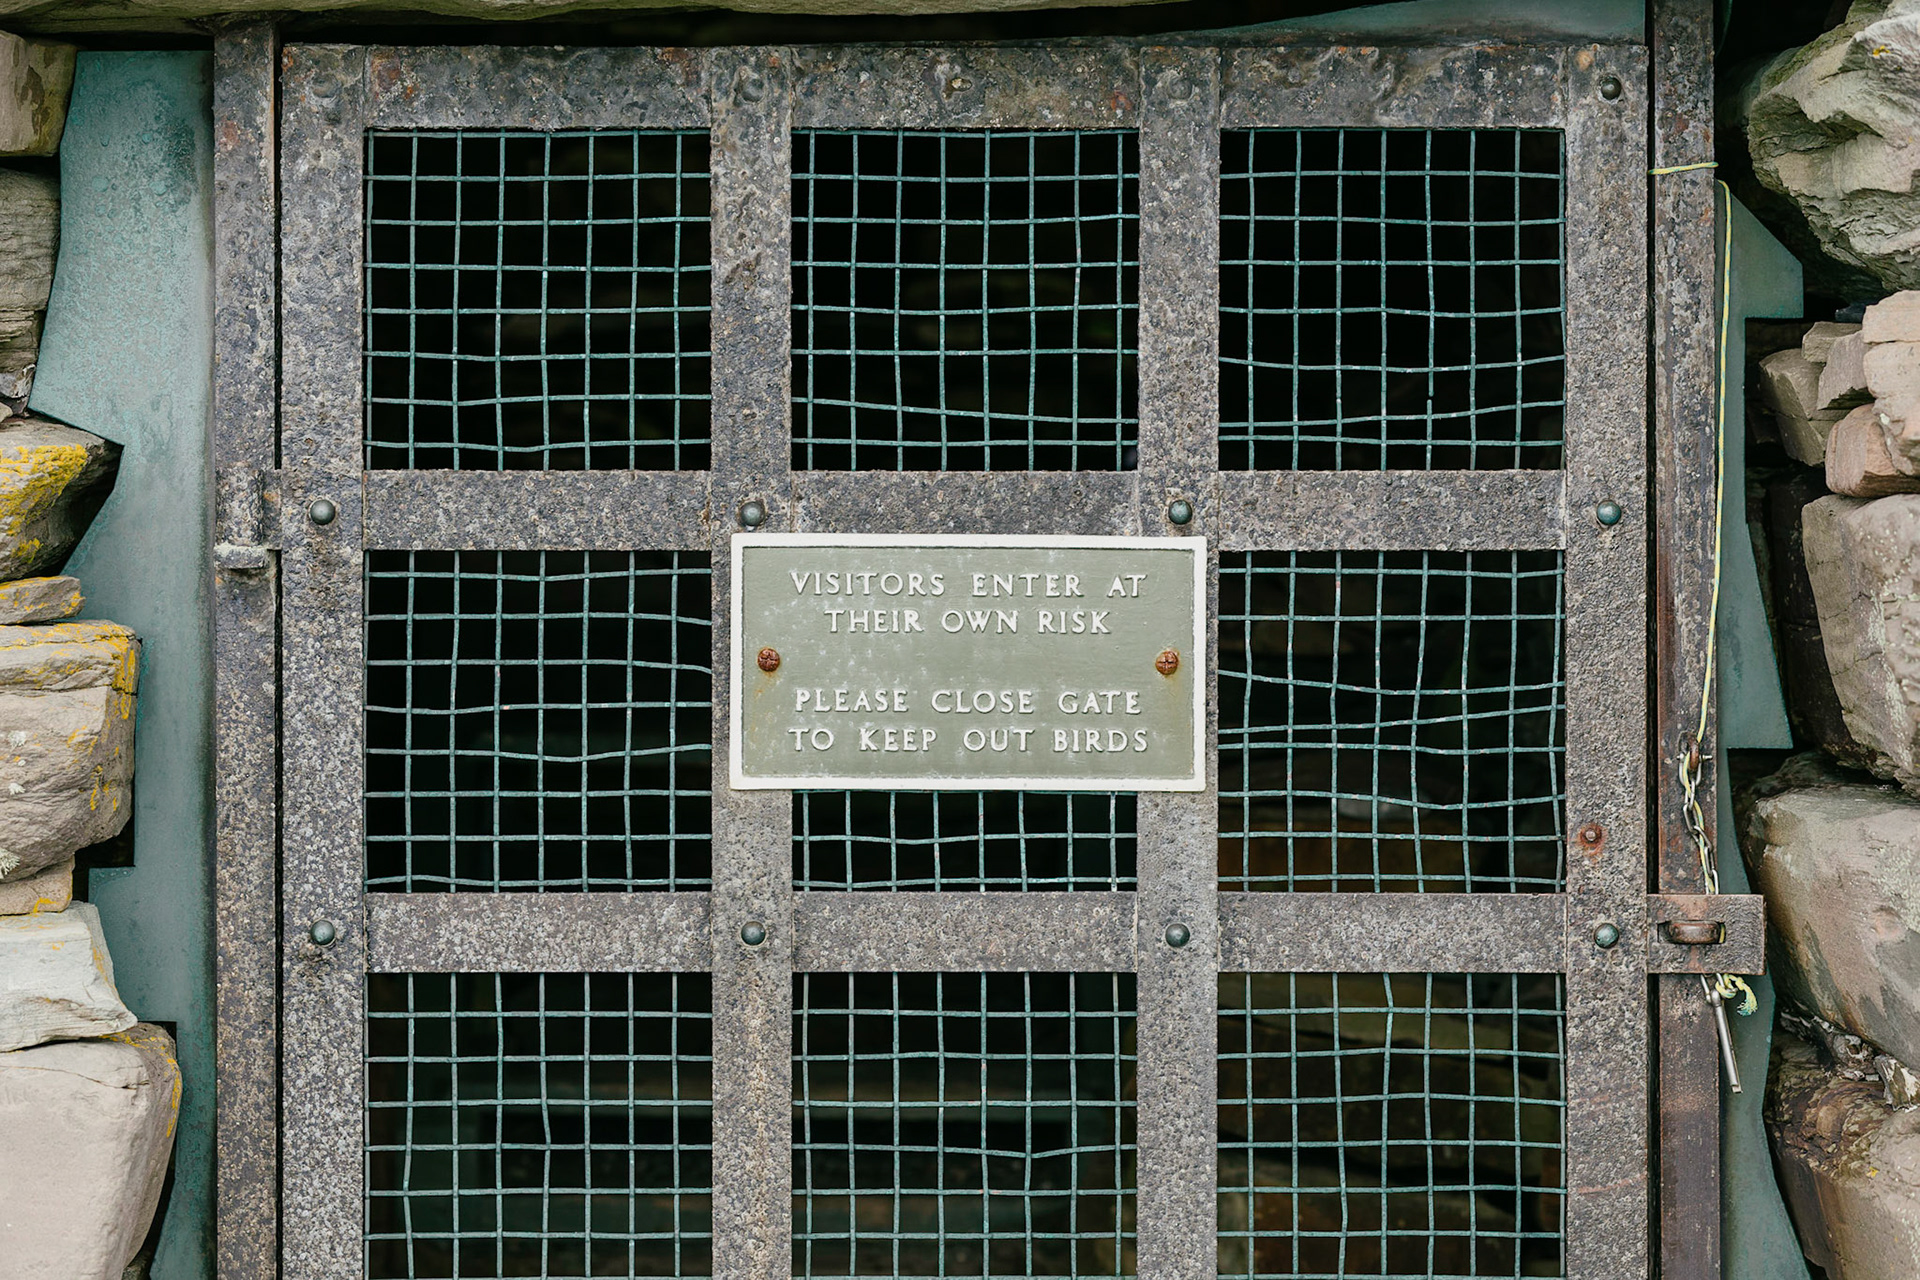 VISITORS ENTER AT
THEIR OWN RISK
PLEASE CLOSE GATE
TO KEEP OUT BIRDS